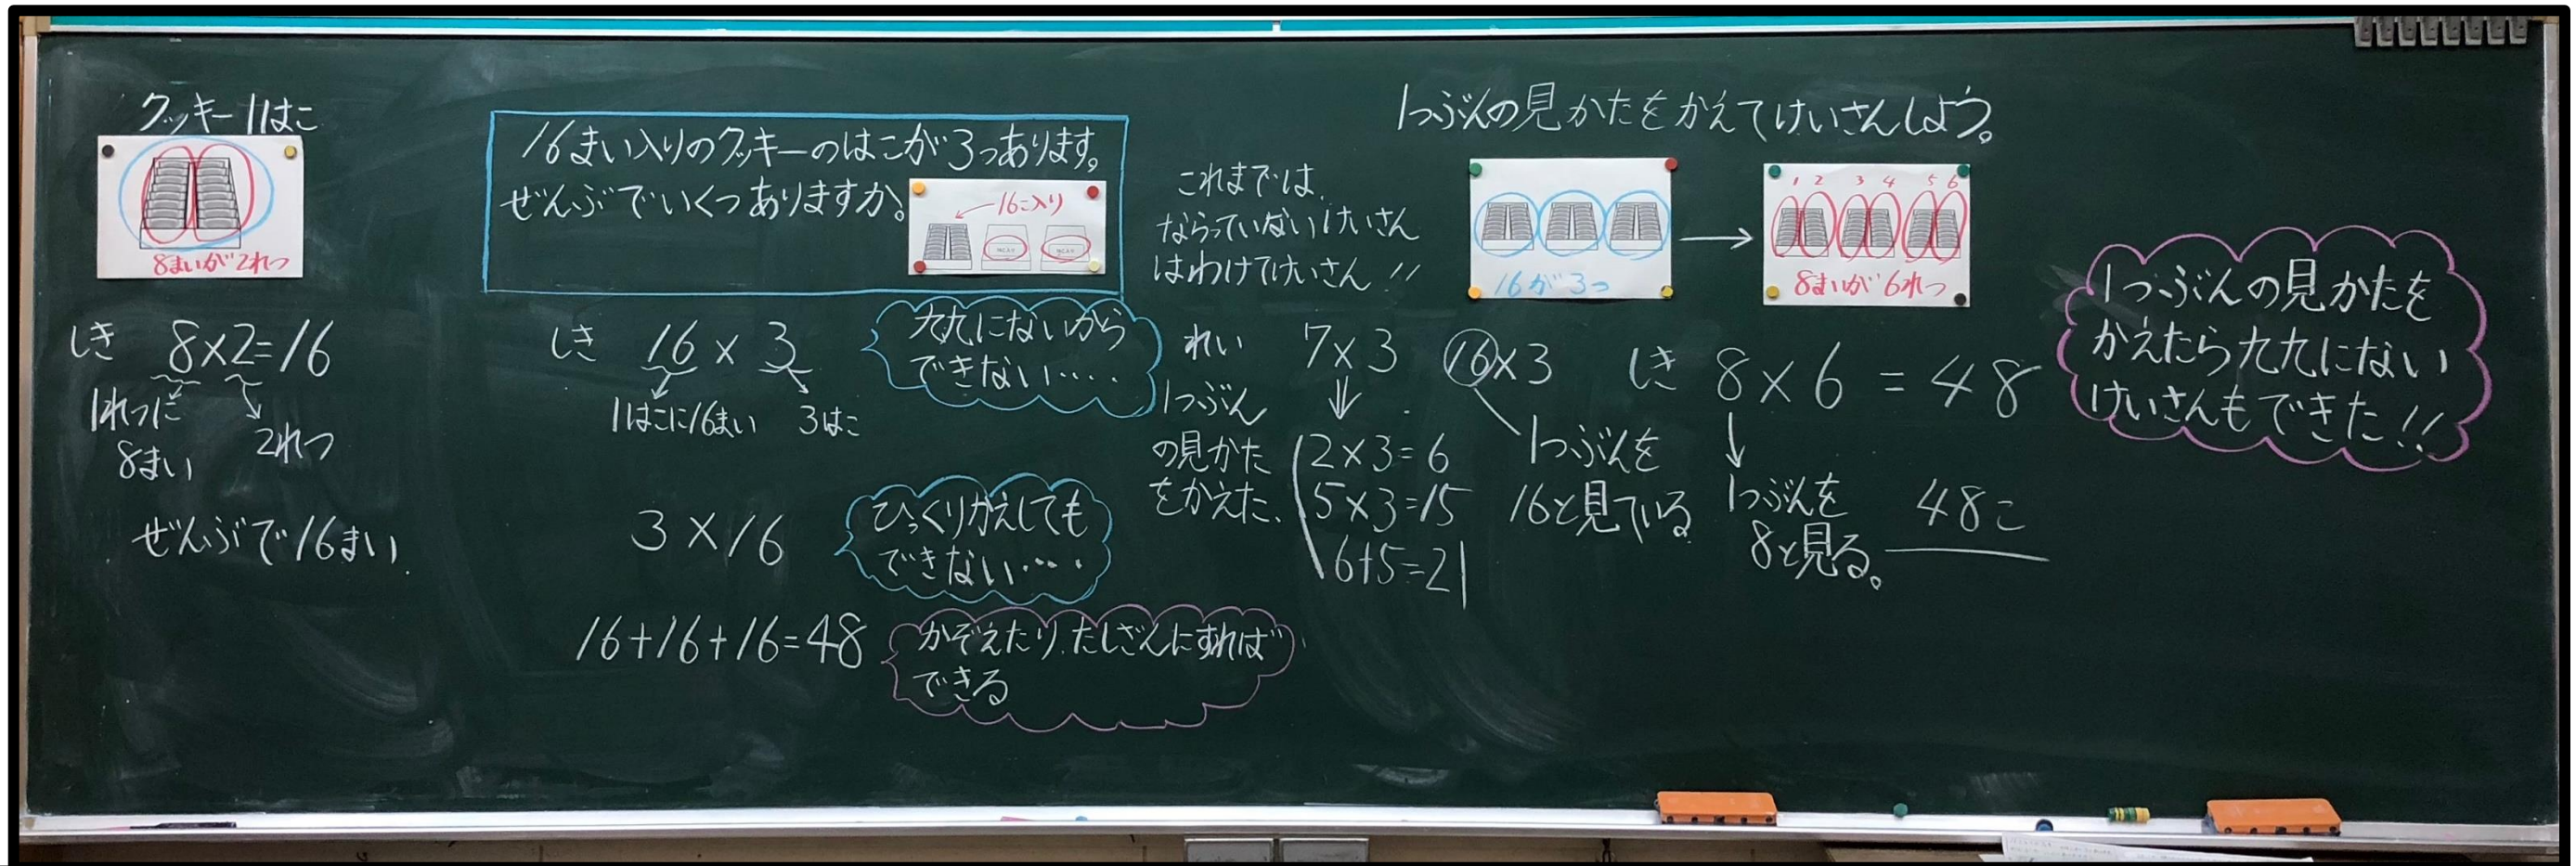 クッキー1はこ
8まいが2れつ
しき 8×2=16
1れつに
8まい
2れつ
ぜんぶで16まい
16まい入りのクッキーのはこが3つあります。
ぜんぶでいくつありますか。
16こ入り
しき 16×3
1はこに16まい 3はこ
九九にないから
できない‥‥
3×16
ひっくりかえしても
できない‥‥
16+16+16=48
かぞえたり、たしざんにすれば
できる
これまでは、
ならっていないけいさん
はわけてけいさん!!
れい
1つぶん
の見かた
をかえた、
7×3
2×3=6
5×3=15
6+5=21
1つぶんの見かたをかえてけいさんしよう。
16が3つ
1 2 3 4 5 6
8まいが6れつ
16×3
1つぶんを
16と見ている
しき 8×6=48
1つぶんを
8と見る。
48こ
1つぶんの見かたを
かえたら九九にない
けいさんもできた!!